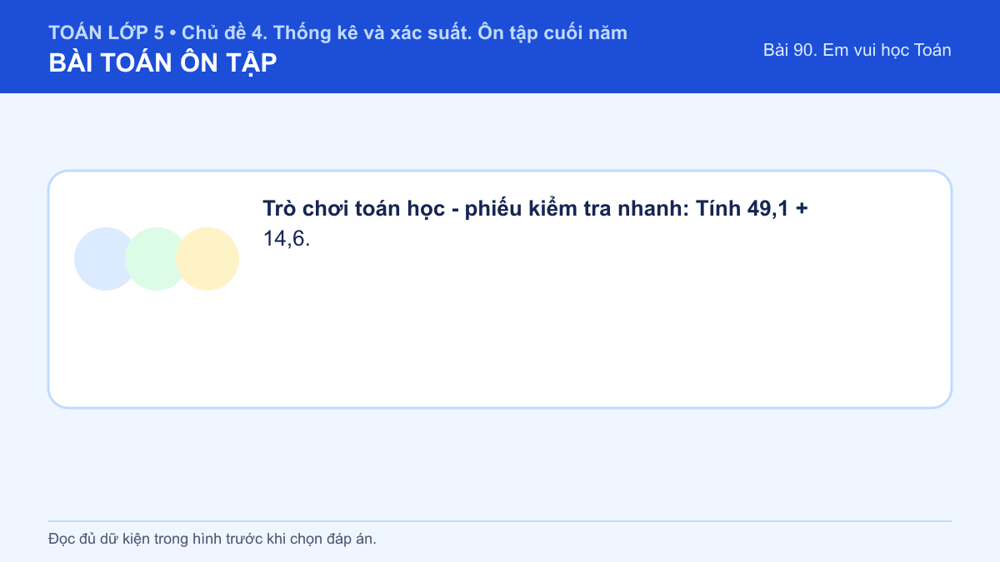 TOÁN LỚP 5 • Chủ đề 4. Thống kê và xác suất. Ôn tập cuối năm
BÀI TOÁN ÔN TẬP
Bài 90. Em vui học Toán
Trò chơi toán học - phiếu kiểm tra nhanh: Tính 49,1 +
14,6.
Đọc đủ dữ kiện trong hình trước khi chọn đáp án.